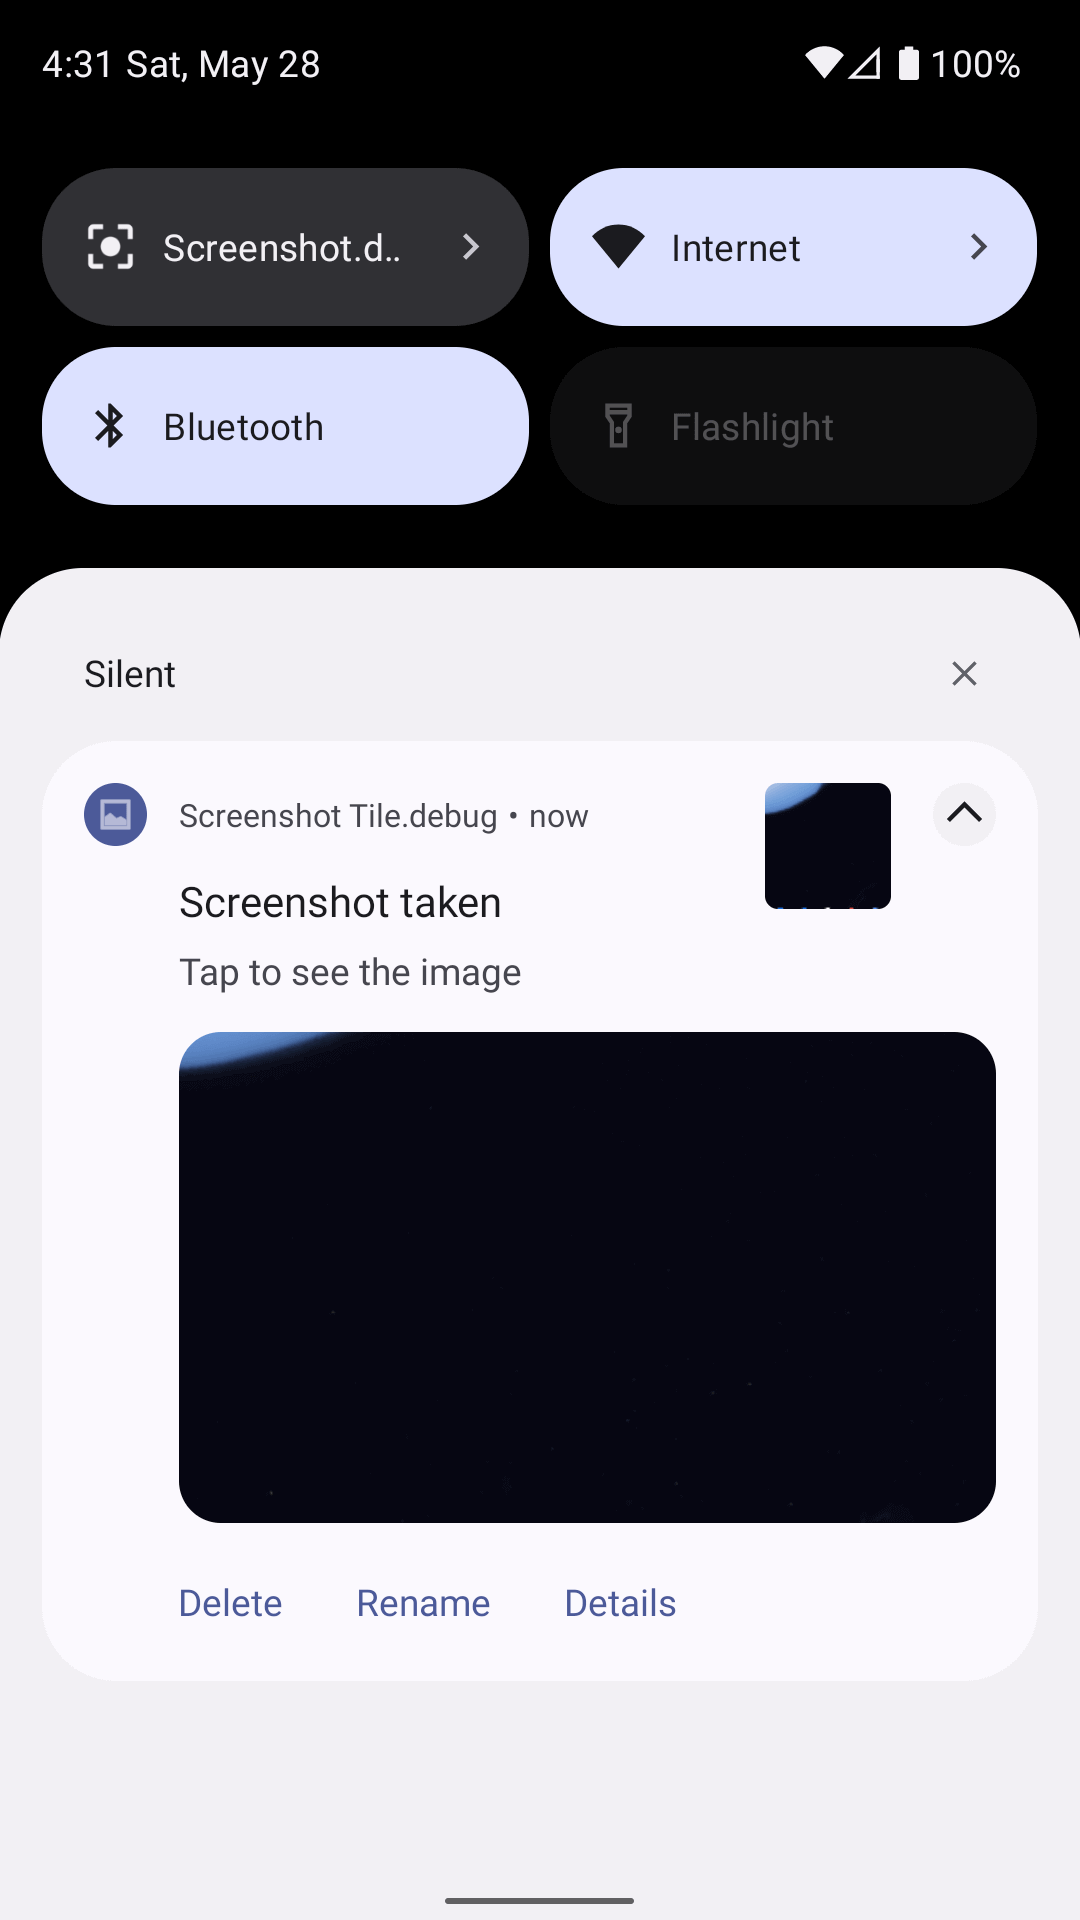 4:31 Sat, May 28 100%
Screenshot.d.. Internet
Bluetooth Flashlight
Silent
Screenshot Tile.debug • now
Screenshot taken
Tap to see the image
Delete Rename Details